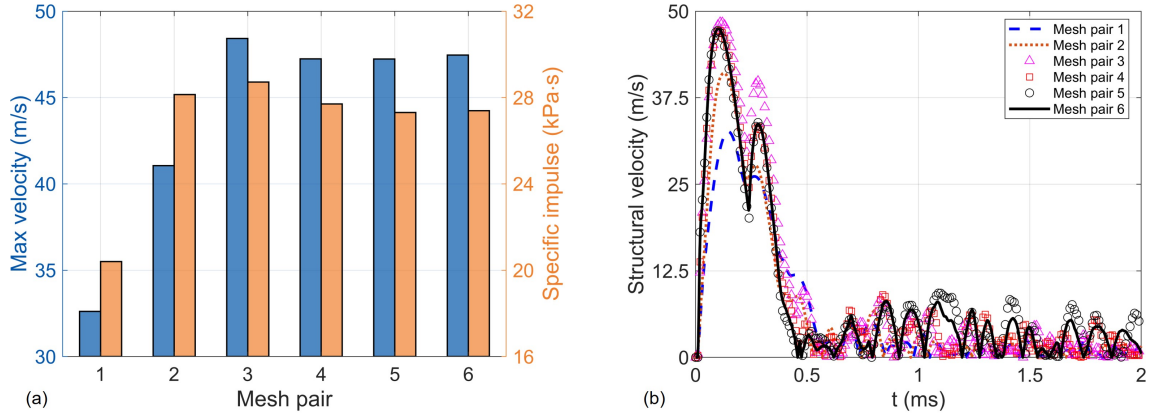 50
45
40
35
30
Max velocity (m/s)
32
28
24
20
16
Specific impulse (kPa·s)
1 2 3 4 5 6
Mesh pair
(a)
50
37.5
25
12.5
0
Structural velocity (m/s)
Mesh pair 1
Mesh pair 2
Mesh pair 3
Mesh pair 4
Mesh pair 5
Mesh pair 6
0 0.5 1 1.5 2
t (ms)
(b)